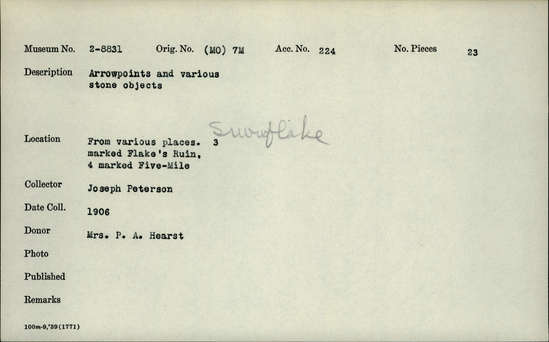 Museum No. 2-8831 Orig. No. (MO) 7M Acc. No. 224 No. Pieces 23
Description Arrowpoints and various
stone objects
Snowflake
Location From various places. 3
marked Flake's Ruin,
4 marked Five-Mile
Collector Joseph Peterson
Date Coll. 1906
Donor Mrs. P. A. Hearst
Photo
Published
Remarks
100m-9,'39(1771)